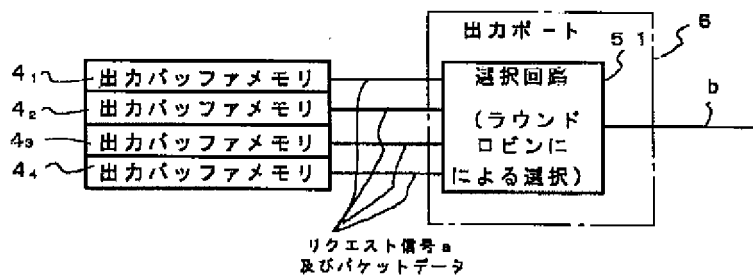 出力ポート
51
6
4₁
出力バッファメモリ
4₂
出力バッファメモリ
4₃
出力バッファメモリ
4₄
出力バッファメモリ
選択回路
(ラウンド
ロビンに
による選択)
b
リクエスト信号a
及びパケットデータ